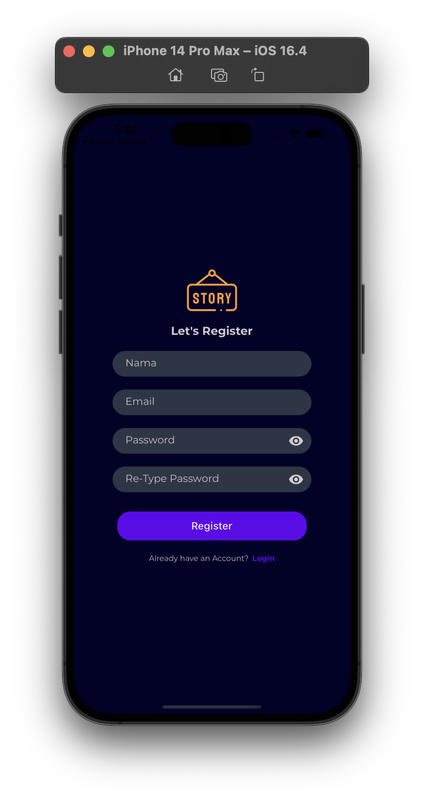 iPhone 14 Pro Max – iOS 16.4
STORY
Let's Register
Nama
Email
Password
Re-Type Password
Register
Already have an Account? Login